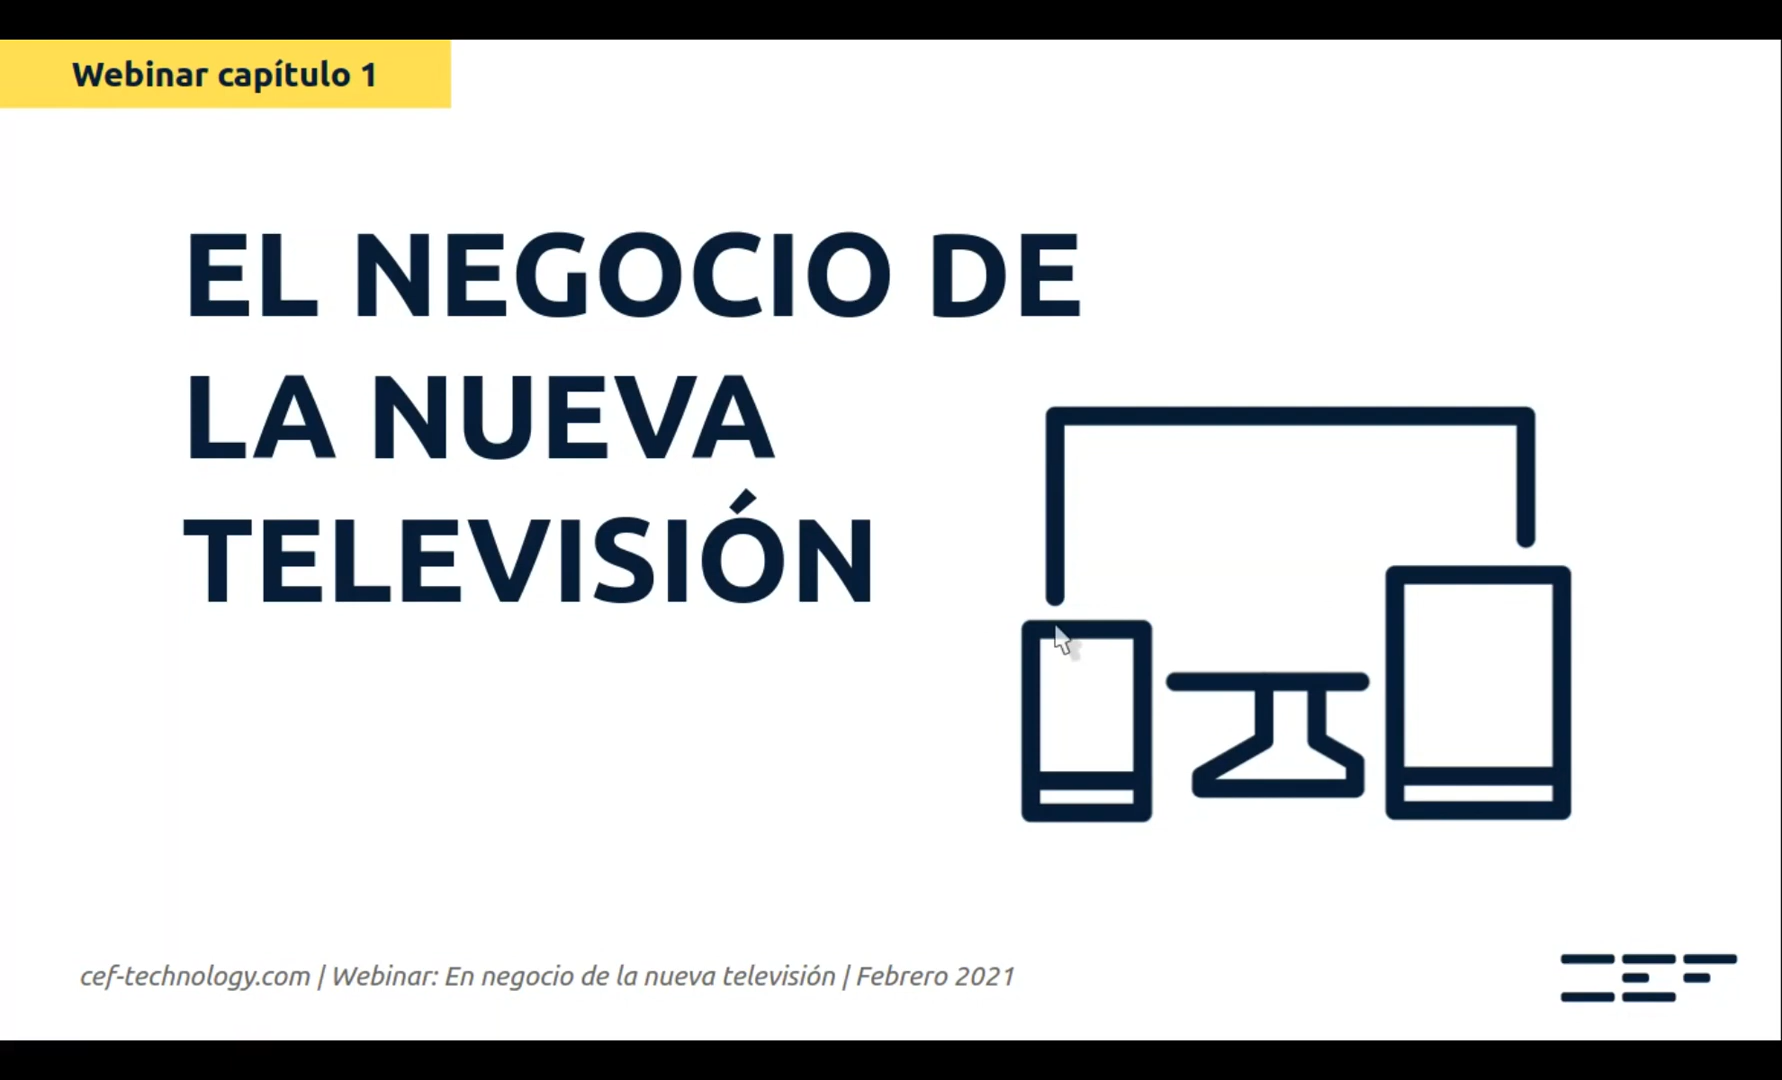 Webinar capítulo 1
EL NEGOCIO DE
LA NUEVA
TELEVISIÓN
cef-technology.com | Webinar: En negocio de la nueva televisión | Febrero 2021
CEF